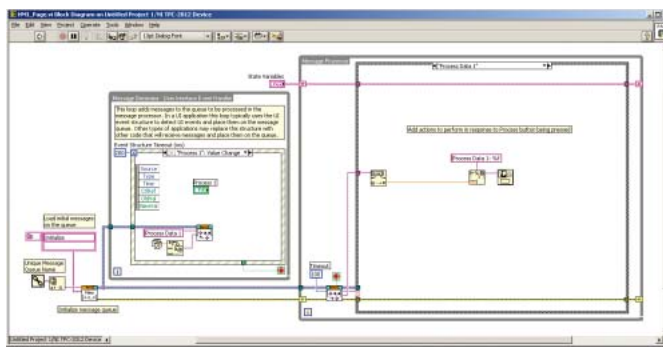 HMI_Page.vi Block Diagram on Untitled Project 1/NI TPC-2012 Device
File Edit View Project Operate Tools Window Help
13pt Dialog Font
Message Processor
"Process Data 1"
State Variables
Message Generator - User Interface Event Handler
This loop adds messages to the queue to be processed in the
message processor. In a UI application this loop typically uses the UI
event structure to detect UI events and place them on the message
queue. Other types of applications may replace this structure with
other code that will receive messages and place them on the queue.
Event Structure Timeout (ms)
"Process 1": Value Change
Source
Type
Time
CtlRef
OldVal
NewVal
Process 1
Add actions to perform in response to Process button being pressed
Process Data 1: %f
Process Data 1
Load initial messages
on the queue
Initialize
Unique Message
Queue Name
Timeout
Initialize message queue
Untitled Project 1/NI TPC-2012 Device